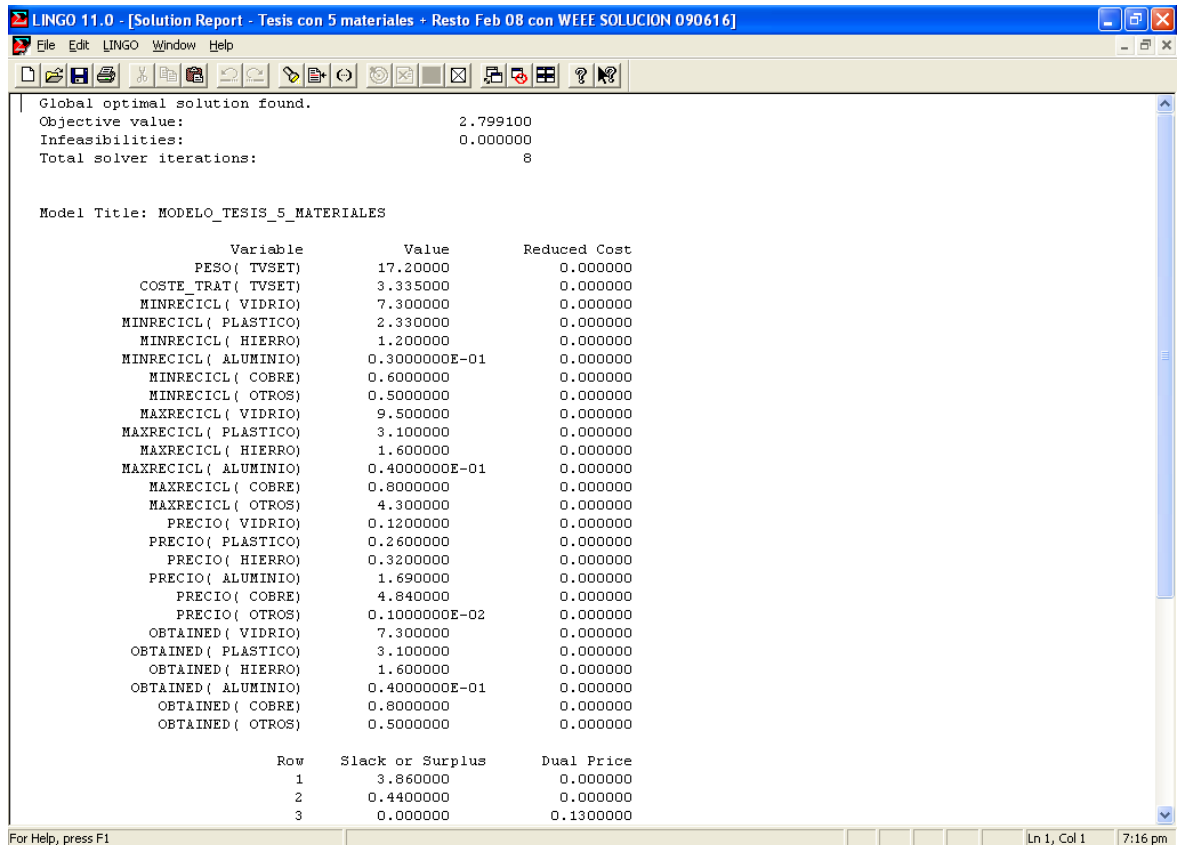 LINGO 11.0 - [Solution Report - Tesis con 5 materiales + Resto Feb 08 con WEEE SOLUCION 090616]
File Edit LINGO Window Help
Global optimal solution found.
Objective value: 2.799100
Infeasibilities: 0.000000
Total solver iterations: 8
Model Title: MODELO_TESIS_5_MATERIALES
Variable Value Reduced Cost
PESO( TVSET) 17.20000 0.000000
COSTE_TRAT( TVSET) 3.335000 0.000000
MINRECICL( VIDRIO) 7.300000 0.000000
MINRECICL( PLASTICO) 2.330000 0.000000
MINRECICL( HIERRO) 1.200000 0.000000
MINRECICL( ALUMINIO) 0.3000000E-01 0.000000
MINRECICL( COBRE) 0.6000000 0.000000
MINRECICL( OTROS) 0.5000000 0.000000
MAXRECICL( VIDRIO) 9.500000 0.000000
MAXRECICL( PLASTICO) 3.100000 0.000000
MAXRECICL( HIERRO) 1.600000 0.000000
MAXRECICL( ALUMINIO) 0.4000000E-01 0.000000
MAXRECICL( COBRE) 0.8000000 0.000000
MAXRECICL( OTROS) 4.300000 0.000000
PRECIO( VIDRIO) 0.1200000 0.000000
PRECIO( PLASTICO) 0.2600000 0.000000
PRECIO( HIERRO) 0.3200000 0.000000
PRECIO( ALUMINIO) 1.690000 0.000000
PRECIO( COBRE) 4.840000 0.000000
PRECIO( OTROS) 0.1000000E-02 0.000000
OBTAINED( VIDRIO) 7.300000 0.000000
OBTAINED( PLASTICO) 3.100000 0.000000
OBTAINED( HIERRO) 1.600000 0.000000
OBTAINED( ALUMINIO) 0.4000000E-01 0.000000
OBTAINED( COBRE) 0.8000000 0.000000
OBTAINED( OTROS) 0.5000000 0.000000
Row Slack or Surplus Dual Price
1 3.860000 0.000000
2 0.4400000 0.000000
3 0.000000 0.1300000
For Help, press F1 Ln 1, Col 1 7:16 pm